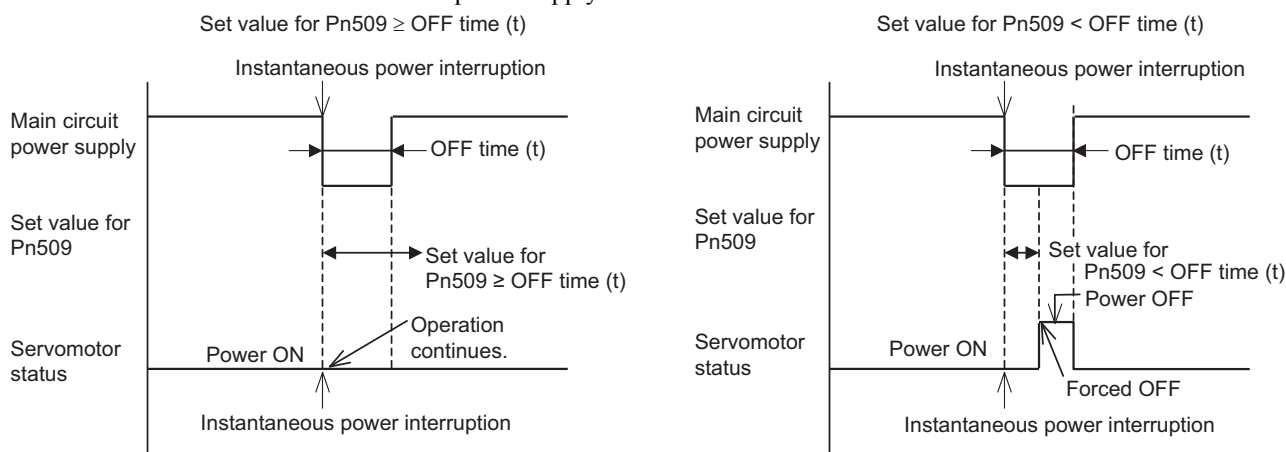 Set value for Pn509 ≥ OFF time (t)
Instantaneous power interruption
Main circuit
power supply
OFF time (t)
Set value for
Pn509
Set value for
Pn509 ≥ OFF time (t)
Operation
continues.
Servomotor
status
Power ON
Instantaneous power interruption
Set value for Pn509 < OFF time (t)
Instantaneous power interruption
Main circuit
power supply
OFF time (t)
Set value for
Pn509
Set value for
Pn509 < OFF time (t)
Power OFF
Servomotor
status
Power ON
Forced OFF
Instantaneous power interruption